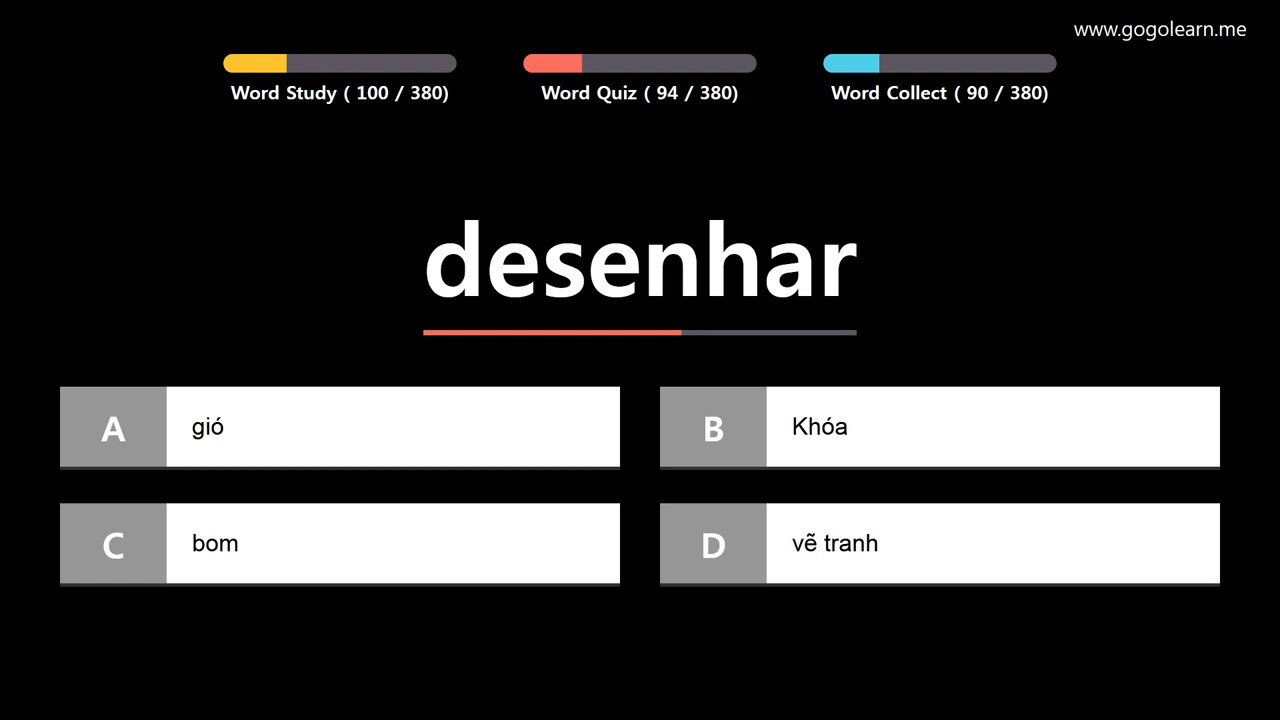 www.gogolearn.me
Word Study ( 100 / 380)
Word Quiz ( 94 / 380)
Word Collect ( 90 / 380)
desenhar
A
gió
B
Khóa
C
bom
D
vẽ tranh